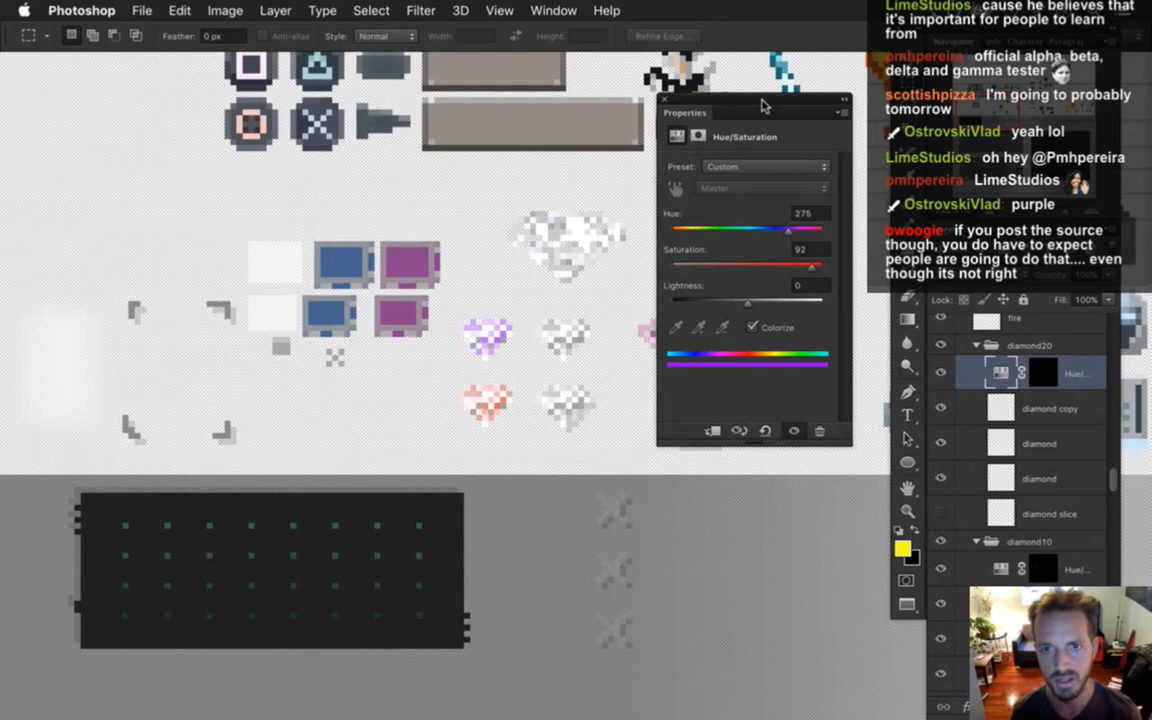 Photoshop File Edit Image Layer Type Select Filter 3D View Window Help
Feather: 0 px Anti-alias Style: Normal Width: Height: Refine Edge...
LimeStudios cause he believes that
it's important for people to learn
from
pmhpereira official alpha, beta,
delta and gamma tester
scottishpizza I'm going to probably
tomorrow
OstrovskiVlad yeah lol
LimeStudios oh hey @Pmhpereira
pmhpereira LimeStudios
OstrovskiVlad purple
bwoogie if you post the source
though, you do have to expect
people are going to do that.... even
though its not right
Properties
Hue/Saturation
Preset: Custom
Master
Hue: 275
Saturation: 92
Lightness: 0
Colorize
Lock: Fill: 100%
fire
diamond20
Hue/...
diamond copy
diamond
diamond
diamond slice
diamond10
Hue/...